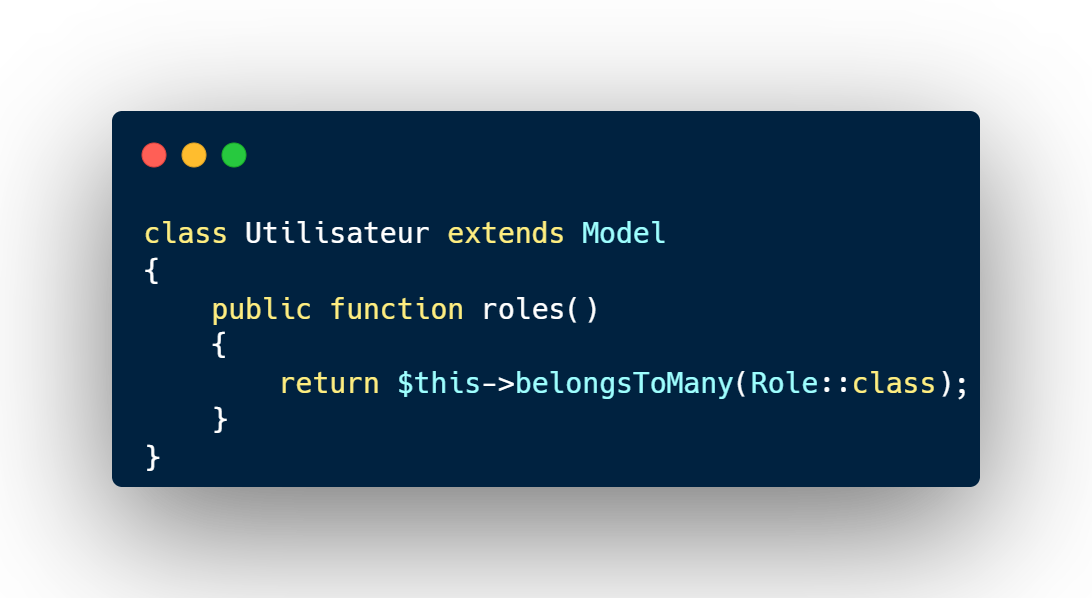 class Utilisateur extends Model
{
    public function roles()
    {
        return $this->belongsToMany(Role::class);
    }
}